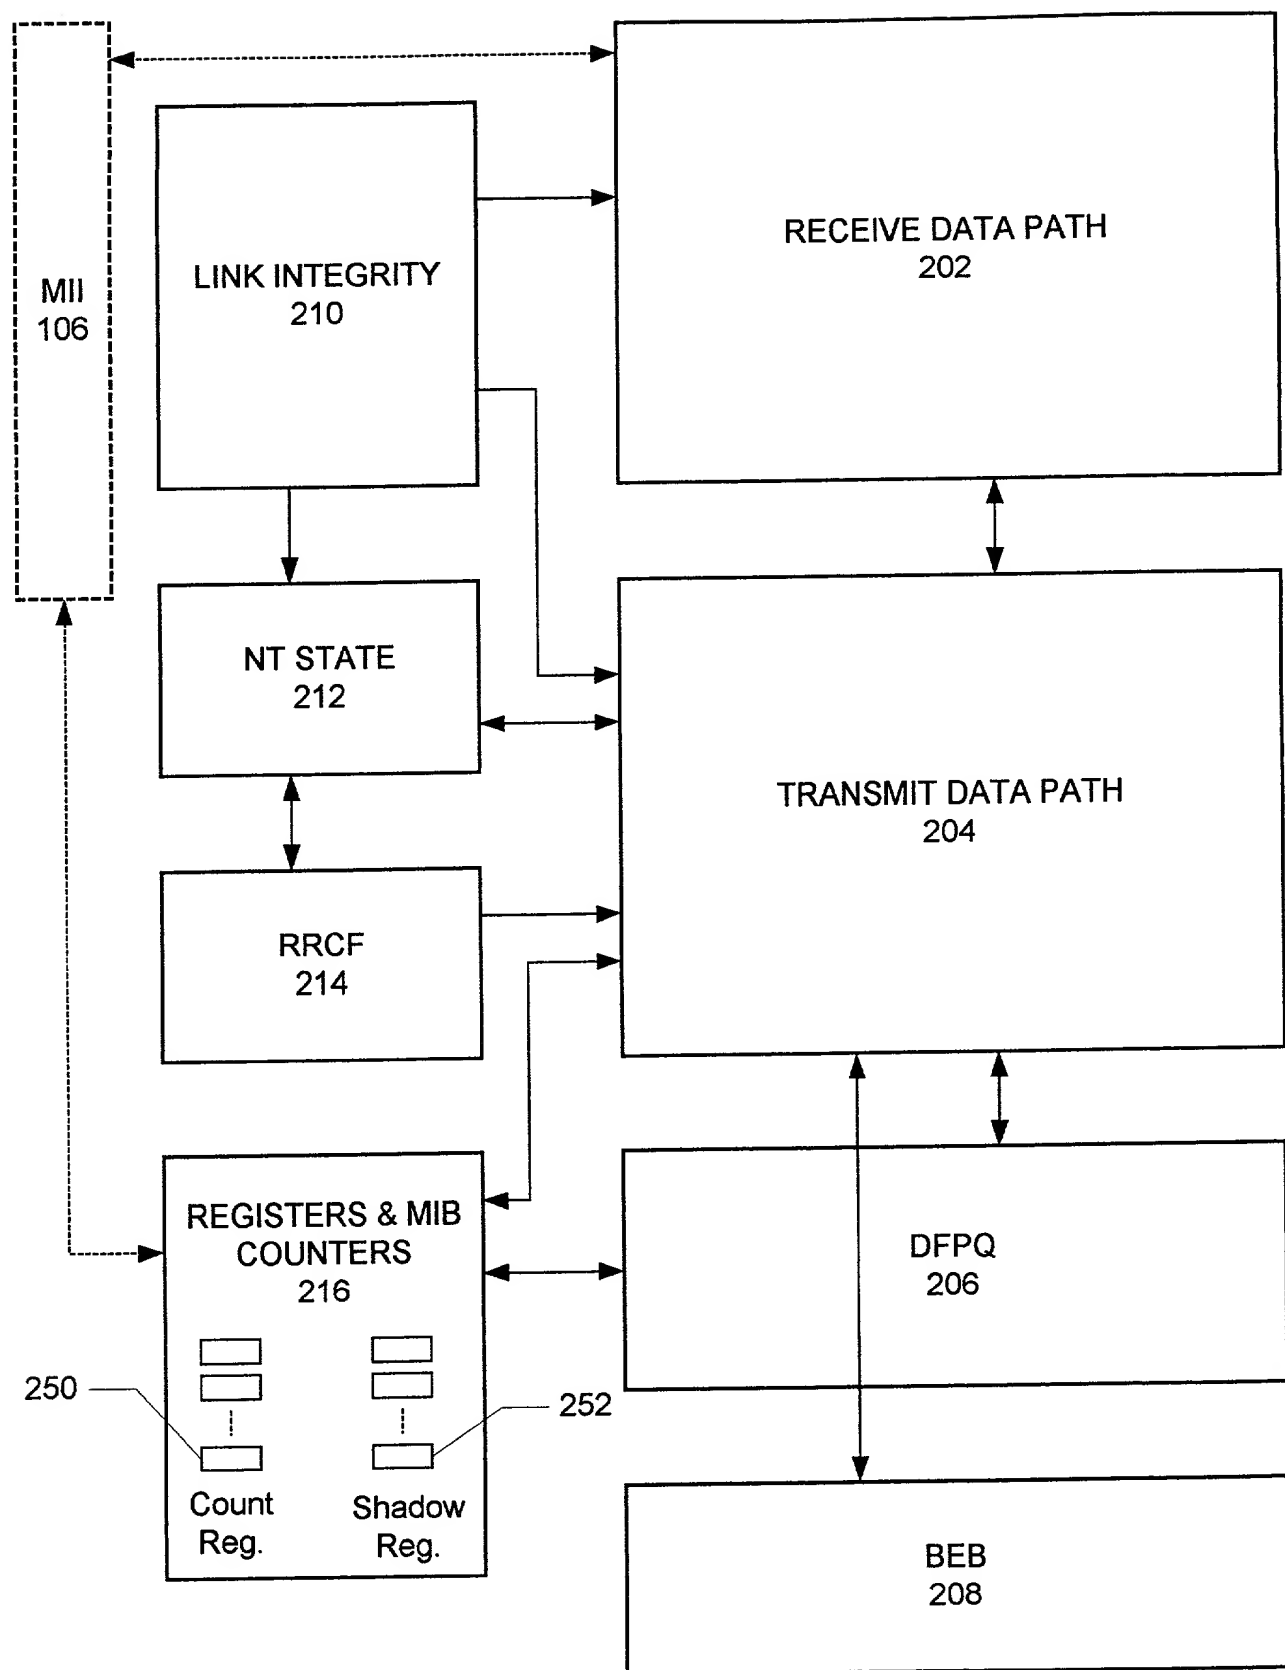 MII
106
LINK INTEGRITY
210
RECEIVE DATA PATH
202
NT STATE
212
TRANSMIT DATA PATH
204
RRCF
214
REGISTERS & MIB
COUNTERS
216
DFPQ
206
250
252
Count
Reg.
Shadow
Reg.
BEB
208